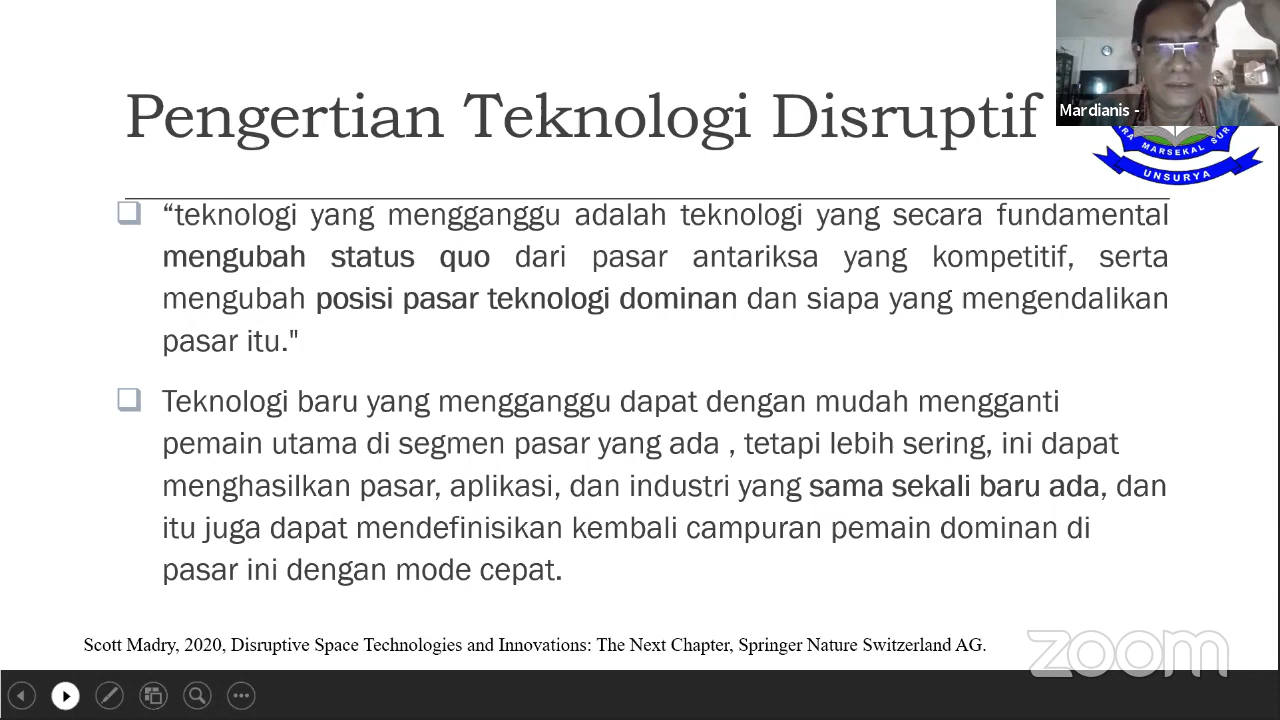 Pengertian Teknologi Disruptif
Mardianis -
MARSEKAL
UNSURYA
“teknologi yang mengganggu adalah teknologi yang secara fundamental
mengubah status quo dari pasar antariksa yang kompetitif, serta
mengubah posisi pasar teknologi dominan dan siapa yang mengendalikan
pasar itu."
Teknologi baru yang mengganggu dapat dengan mudah mengganti
pemain utama di segmen pasar yang ada , tetapi lebih sering, ini dapat
menghasilkan pasar, aplikasi, dan industri yang sama sekali baru ada, dan
itu juga dapat mendefinisikan kembali campuran pemain dominan di
pasar ini dengan mode cepat.
Scott Madry, 2020, Disruptive Space Technologies and Innovations: The Next Chapter, Springer Nature Switzerland AG.
zoom